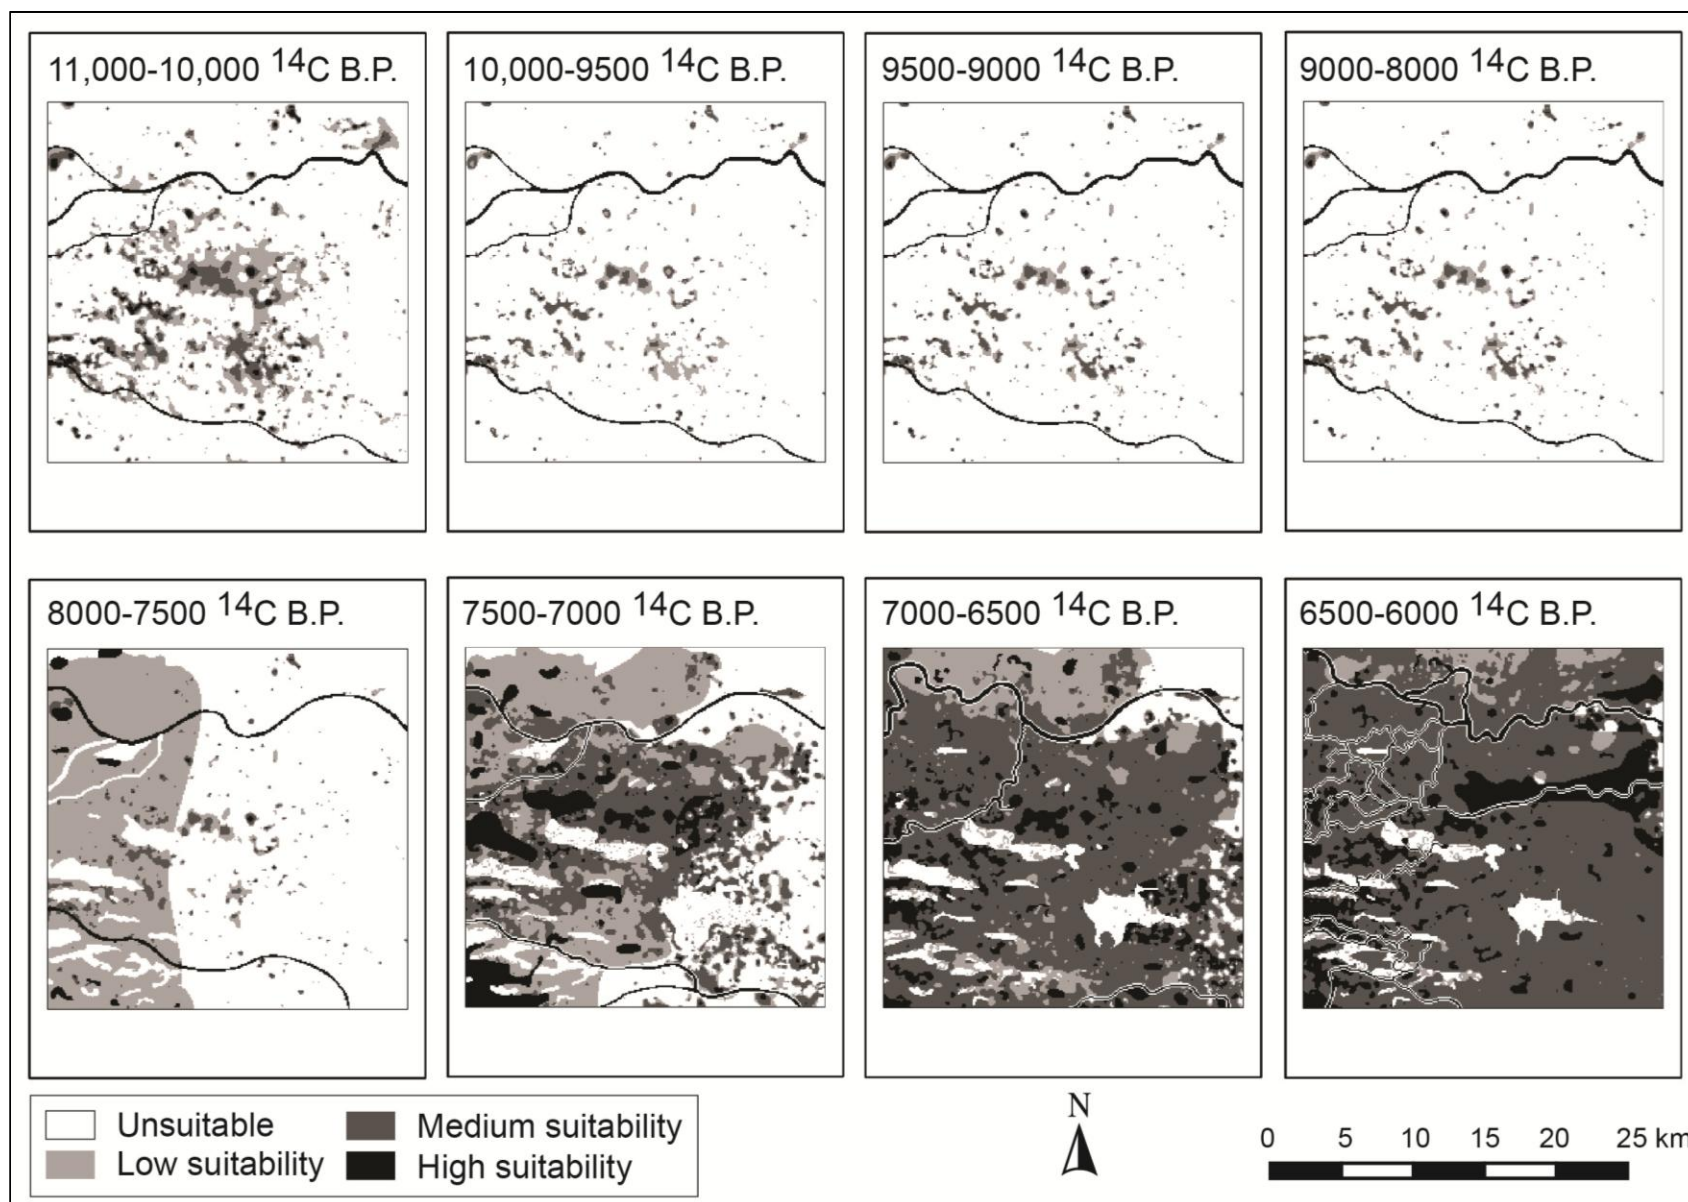 11,000-10,000 ¹⁴C B.P.
10,000-9500 ¹⁴C B.P.
9500-9000 ¹⁴C B.P.
9000-8000 ¹⁴C B.P.
8000-7500 ¹⁴C B.P.
7500-7000 ¹⁴C B.P.
7000-6500 ¹⁴C B.P.
6500-6000 ¹⁴C B.P.
Unsuitable
Low suitability
Medium suitability
High suitability
N
0 5 10 15 20 25 km